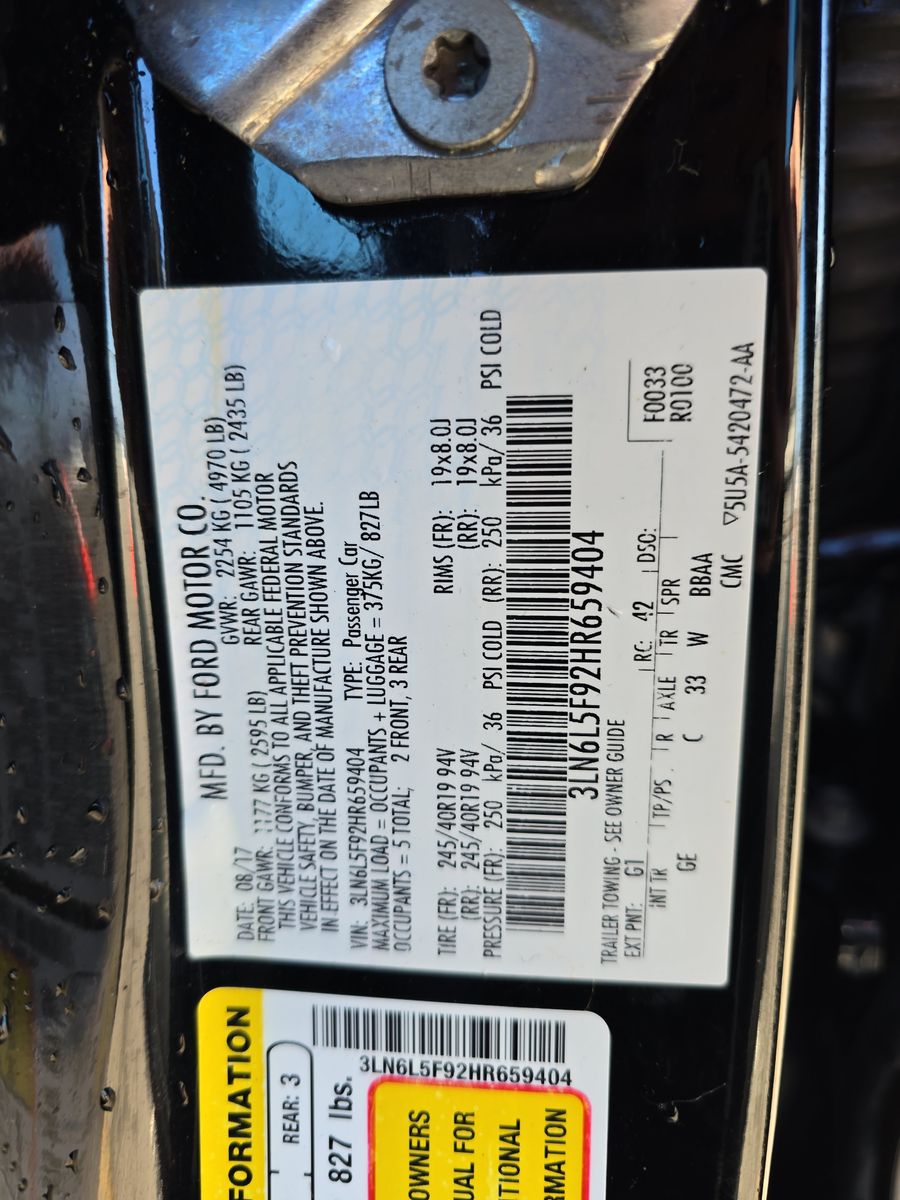 MFD. BY FORD MOTOR CO.
DATE: 08/17 GVWR: 2254 KG ( 4970 LB)
FRONT GAWR: 1177 KG ( 2595 LB) REAR GAWR: 1105 KG ( 2435 LB)
THIS VEHICLE CONFORMS TO ALL APPLICABLE FEDERAL MOTOR
VEHICLE SAFETY, BUMPER, AND THEFT PREVENTION STANDARDS
IN EFFECT ON THE DATE OF MANUFACTURE SHOWN ABOVE.
VIN: 3LN6L5F92HR659404 TYPE: Passenger Car
MAXIMUM LOAD = OCCUPANTS + LUGGAGE = 375KG/ 827LB
OCCUPANTS = 5 TOTAL; 2 FRONT, 3 REAR
TIRE (FR): 245/40R19 94V RIMS (FR): 19x8.0J
(RR): 245/40R19 94V (RR): 19x8.0J
PRESSURE (FR): 250 kPa/ 36 PSI COLD (RR): 250 kPa/ 36 PSI COLD
3LN6L5F92HR659404
TRAILER TOWING - SEE OWNER GUIDE
EXT PNT: G1 RC: 42 DSO: F0033
R0100
INT TR TP/PS R AXLE TR SPR
GE C 33 W BBAA
CMC ▽5U5A-5420472-AA
FORMATION
REAR: 3
827 lbs.
3LN6L5F92HR659404
OWNERS
UAL FOR
ITIONAL
RMATION